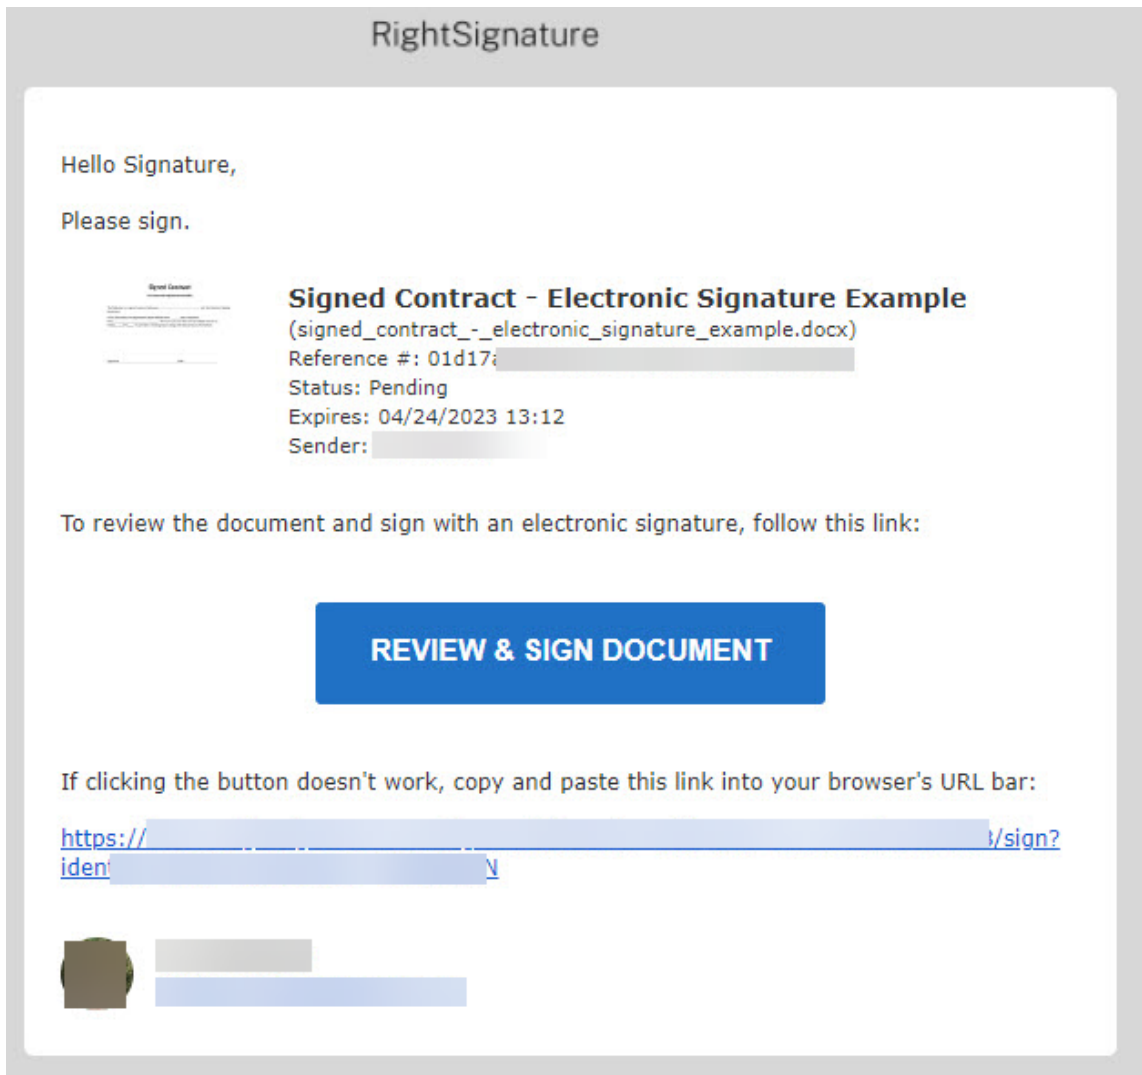 RightSignature
Hello Signature,
Please sign.
Signed Contract
Signed Contract - Electronic Signature Example
(signed_contract_-_electronic_signature_example.docx)
Reference #: 01d17a
Status: Pending
Expires: 04/24/2023 13:12
Sender:
To review the document and sign with an electronic signature, follow this link:
REVIEW & SIGN DOCUMENT
If clicking the button doesn't work, copy and paste this link into your browser's URL bar:
https:// /sign?
iden N